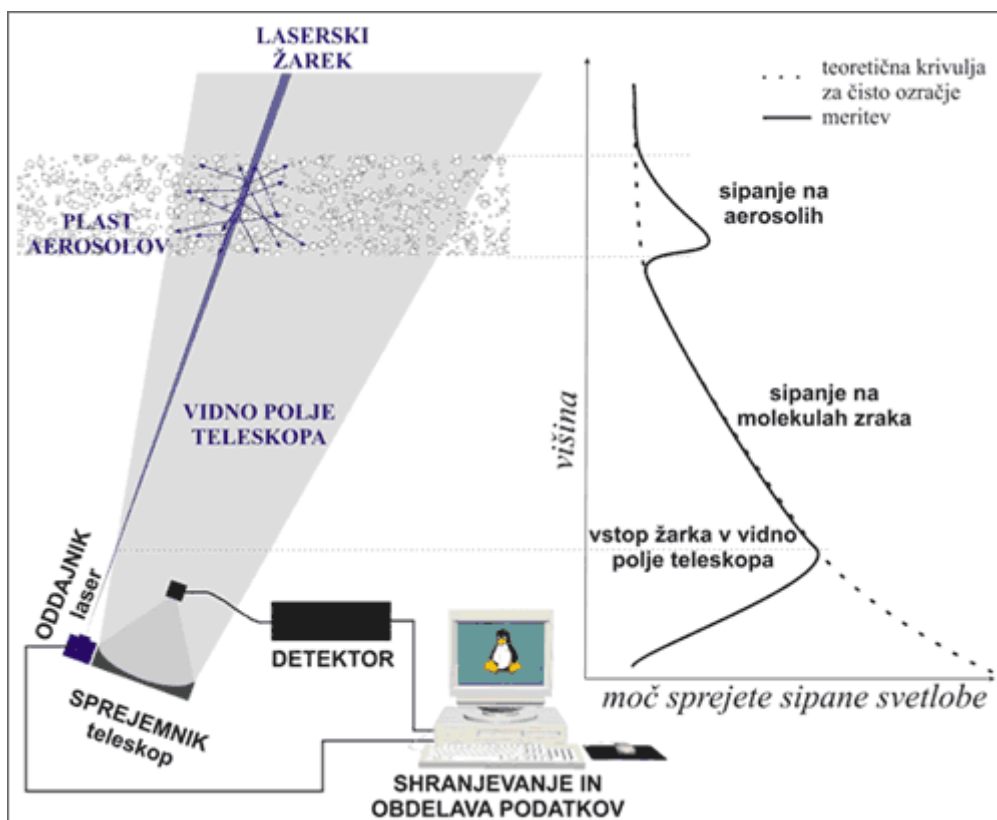 LASERSKI
ŽAREK
PLAST
AEROSOLOV
VIDNO POLJE
TELESKOPA
ODDAJNIK
laser
SPREJEMNIK
teleskop
DETEKTOR
SHRANJEVANJE IN
OBDELAVA PODATKOV
teoretična krivulja
za čisto ozračje
meritev
sipanje na
aerosolih
sipanje na
molekulah zraka
vstop žarka v vidno
polje teleskopa
višina
moč sprejete sipane svetlobe